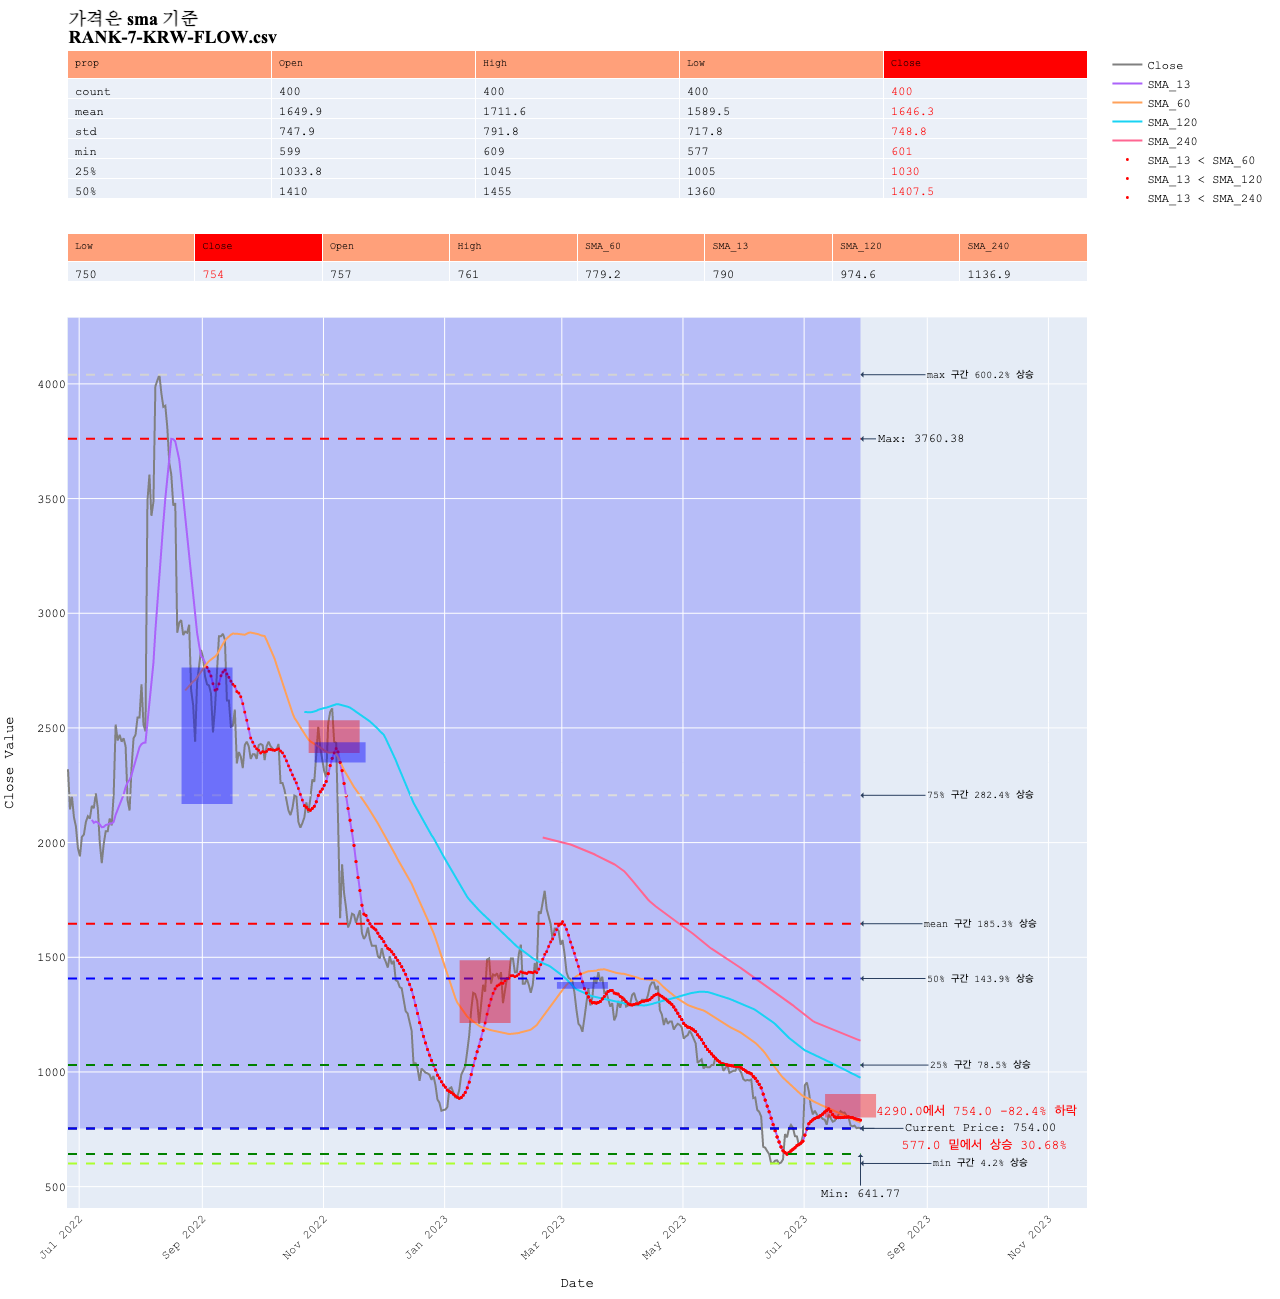 가격은 sma 기준
RANK-7-KRW-FLOW.csv
prop Open High Low Close
count 400 400 400 400
mean 1649.9 1711.6 1589.5 1646.3
std 747.9 791.8 717.8 748.8
min 599 609 577 601
25% 1033.8 1045 1005 1030
50% 1410 1455 1360 1407.5
Close
SMA_13
SMA_60
SMA_120
SMA_240
SMA_13 < SMA_60
SMA_13 < SMA_120
SMA_13 < SMA_240
Low Close Open High SMA_60 SMA_13 SMA_120 SMA_240
750 754 757 761 779.2 790 974.6 1136.9
Close Value
4000
3500
3000
2500
2000
1500
1000
500
max 구간 600.2% 상승
Max: 3760.38
75% 구간 282.4% 상승
mean 구간 185.3% 상승
50% 구간 143.9% 상승
25% 구간 78.5% 상승
4290.0에서 754.0 -82.4% 하락
Current Price: 754.00
577.0 밑에서 상승 30.68%
min 구간 4.2% 상승
Min: 641.77
Jul 2022
Sep 2022
Nov 2022
Jan 2023
Mar 2023
May 2023
Jul 2023
Sep 2023
Nov 2023
Date